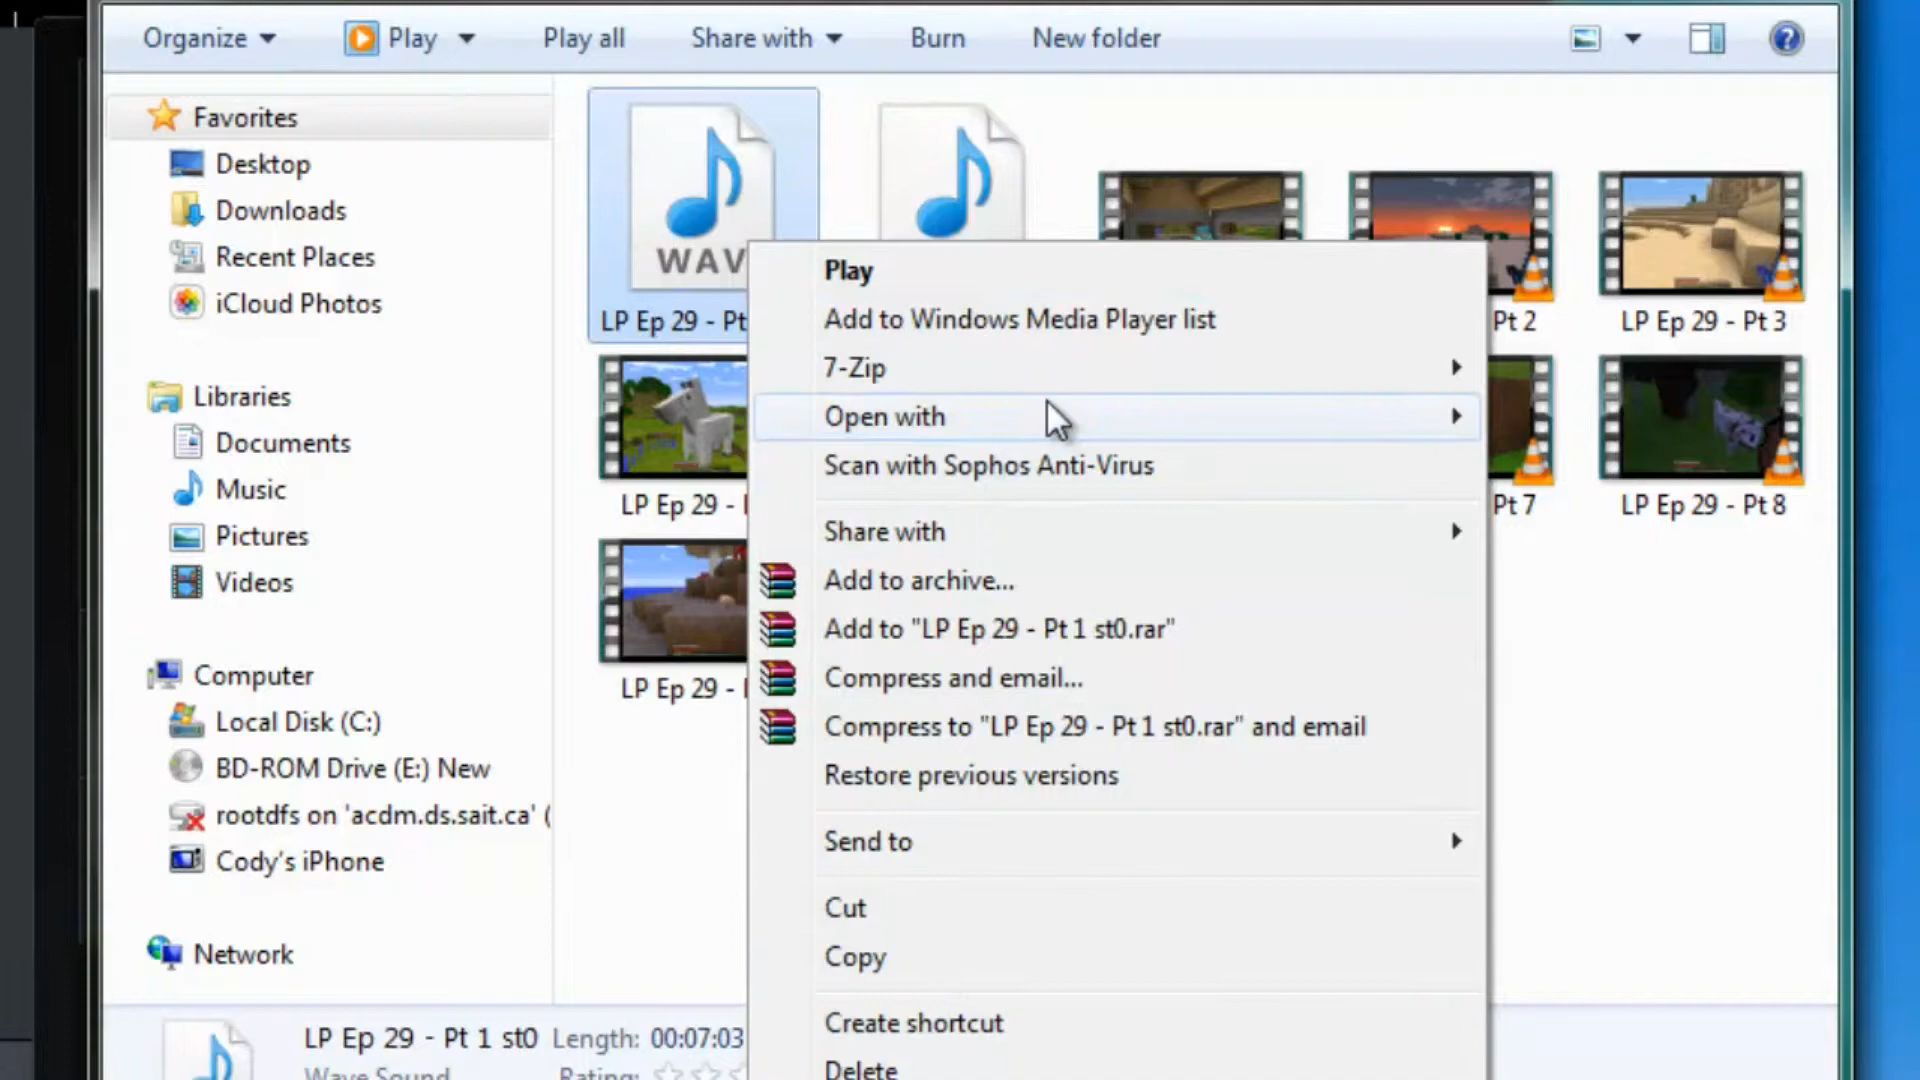 Organize
Play
Play all
Share with
Burn
New folder
Favorites
Desktop
Downloads
Recent Places
iCloud Photos
Libraries
Documents
Music
Pictures
Videos
Computer
Local Disk (C:)
BD-ROM Drive (E:) New
rootdfs on 'acdm.ds.sait.ca' (
Cody's iPhone
Network
WAV
LP Ep 29 - Pt
Pt 2
LP Ep 29 - Pt 3
LP Ep 29 -
Pt 7
LP Ep 29 - Pt 8
LP Ep 29 -
Play
Add to Windows Media Player list
7-Zip
Open with
Scan with Sophos Anti-Virus
Share with
Add to archive...
Add to "LP Ep 29 - Pt 1 st0.rar"
Compress and email...
Compress to "LP Ep 29 - Pt 1 st0.rar" and email
Restore previous versions
Send to
Cut
Copy
Create shortcut
Delete
LP Ep 29 - Pt 1 st0 Length: 00:07:03
Wave Sound Rating: